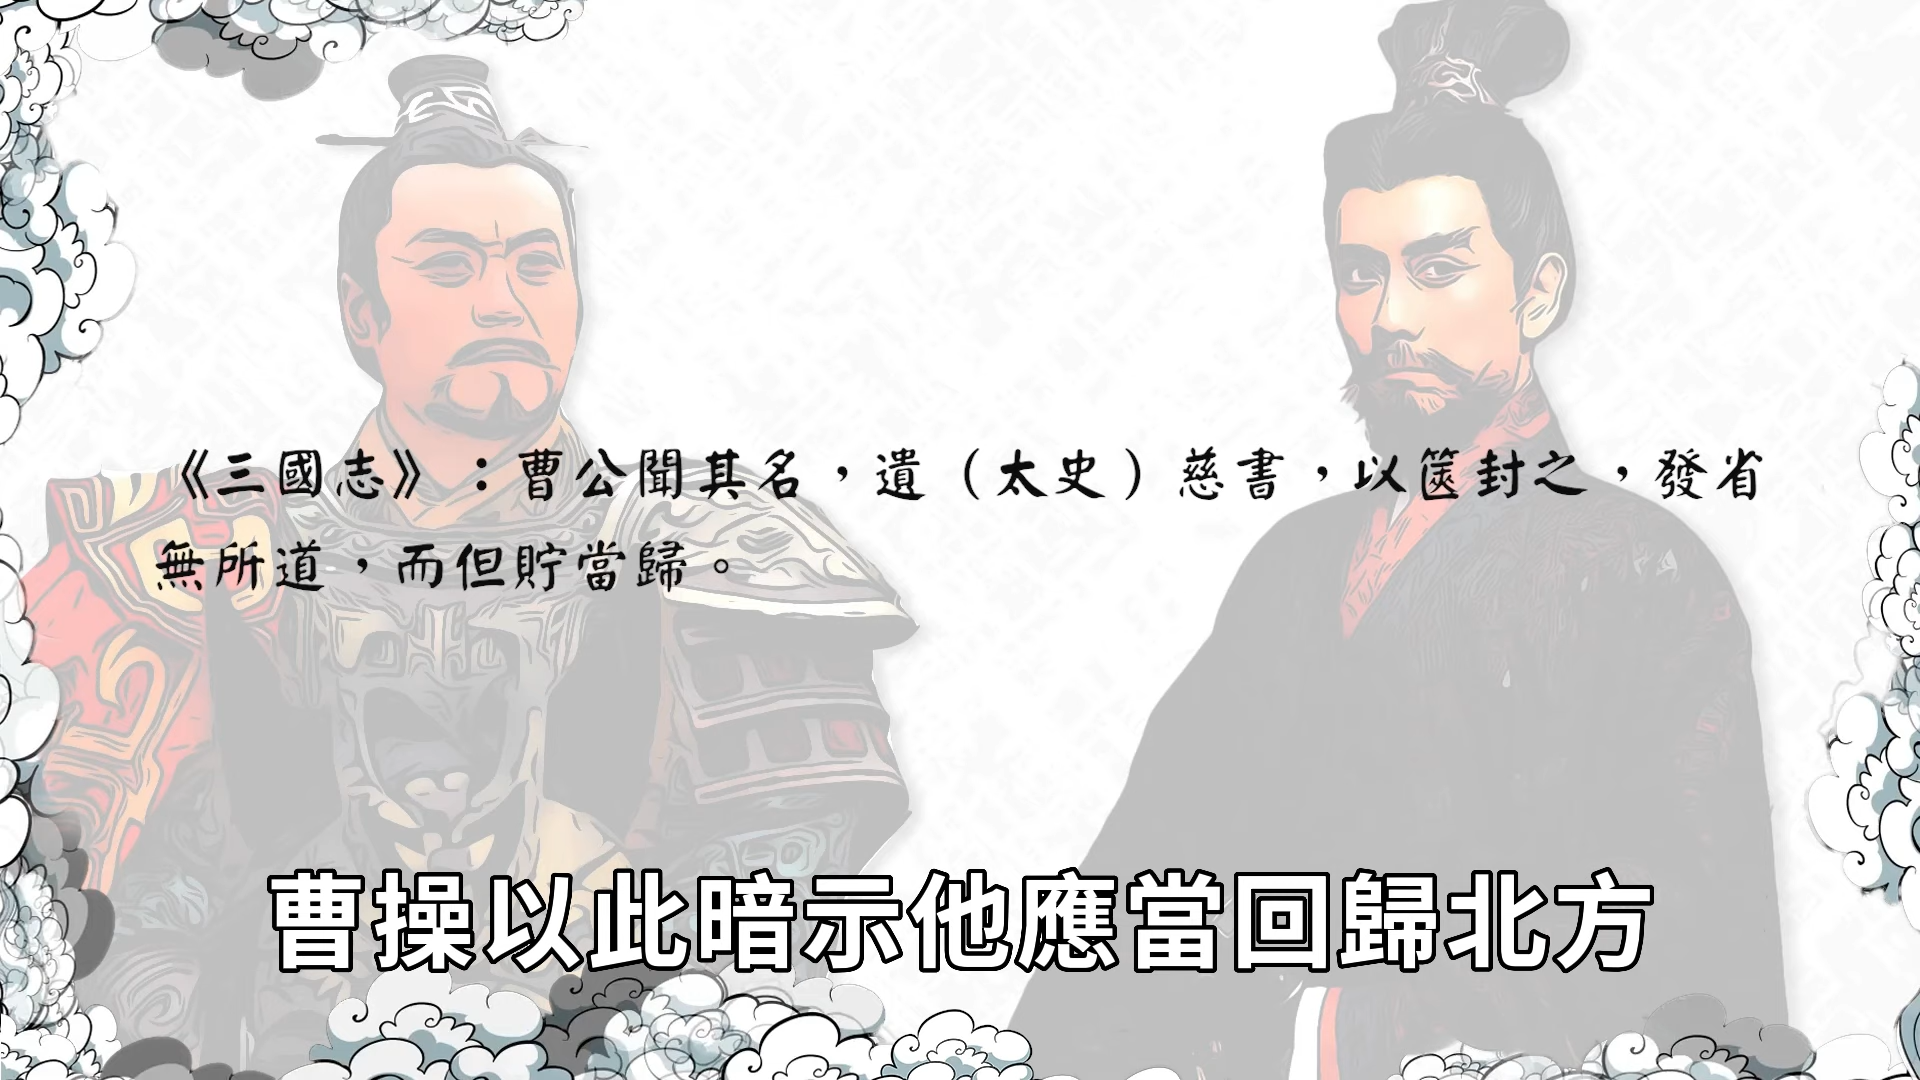 《三國志》：曹公聞其名，遺（太史）慈書，以篋封之，發省
無所道，而但貯當歸。
曹操以此暗示他應當回歸北方